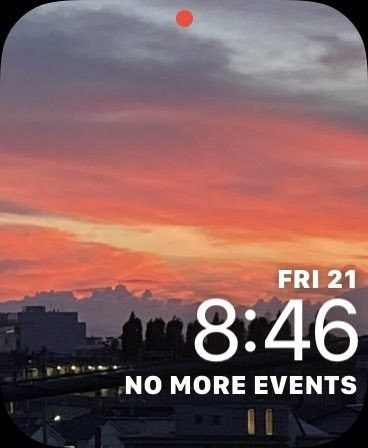 FRI 21
8:46
NO MORE EVENTS